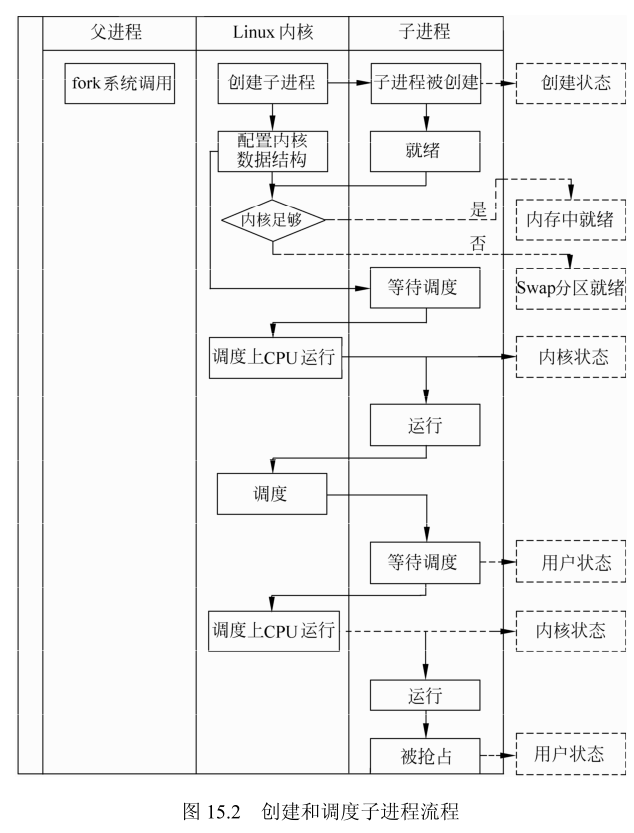 父进程
Linux 内核
子进程
fork系统调用
创建子进程
子进程被创建
创建状态
配置内核
数据结构
就绪
内核足够
是
内存中就绪
否
等待调度
Swap分区就绪
调度上CPU运行
内核状态
运行
调度
等待调度
用户状态
调度上CPU运行
内核状态
运行
被抢占
用户状态
图 15.2 创建和调度子进程流程